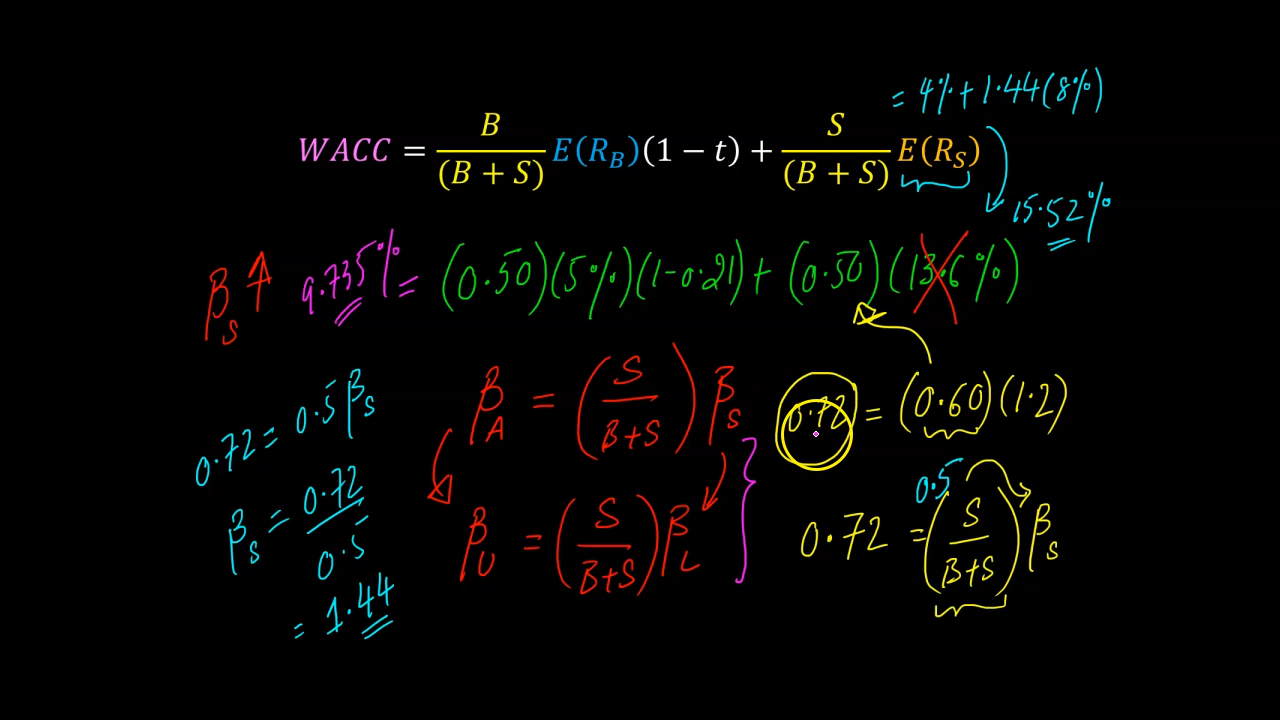 = 4% + 1.44(8%)
WACC = B/(B + S) E(R_B)(1 − t) + S/(B + S) E(R_S)
15.52%
β_S ↑ 9.735% = (0.50)(5%)(1-0.21) + (0.50)(13.6%)
β_A = (S/B+S) β_S
0.72 = (0.60)(1.2)
0.72 = 0.5 β_S
β_S = 0.72/0.5
= 1.44
β_U = (S/B+S) β_L
0.5
0.72 = (S/B+S) β_S